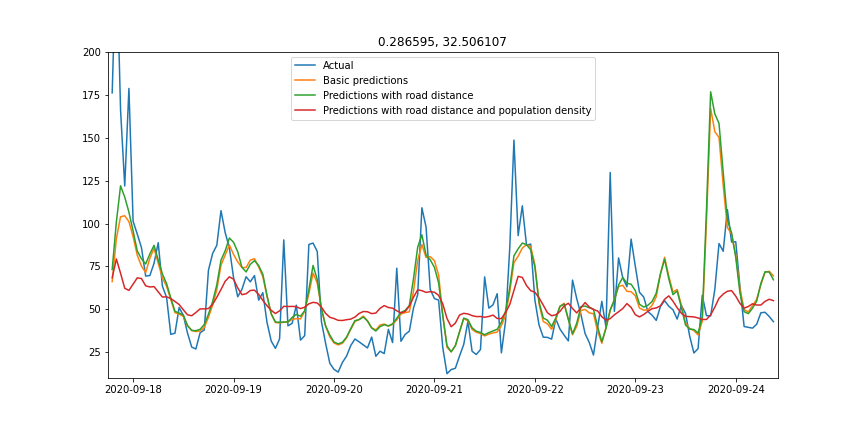 0.286595, 32.506107
Actual
Basic predictions
Predictions with road distance
Predictions with road distance and population density
200
175
150
125
100
75
50
25
2020-09-18 2020-09-19 2020-09-20 2020-09-21 2020-09-22 2020-09-23 2020-09-24